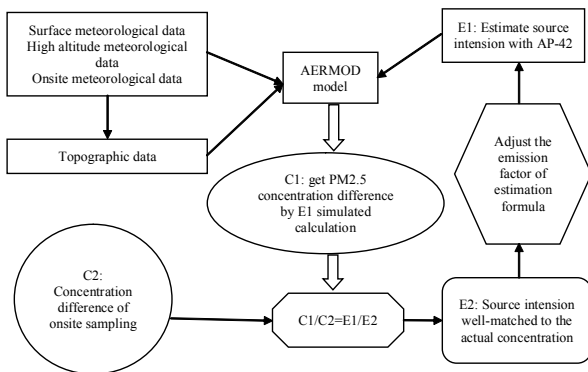 Surface meteorological data
High altitude meteorological
data
Onsite meteorological data
Topographic data
AERMOD
model
E1: Estimate source
intension with AP-42
C1: get PM2.5
concentration difference
by E1 simulated
calculation
Adjust the
emission
factor of
estimation
formula
C2:
Concentration
difference of
onsite sampling
C1/C2=E1/E2
E2: Source intension
well-matched to the
actual concentration